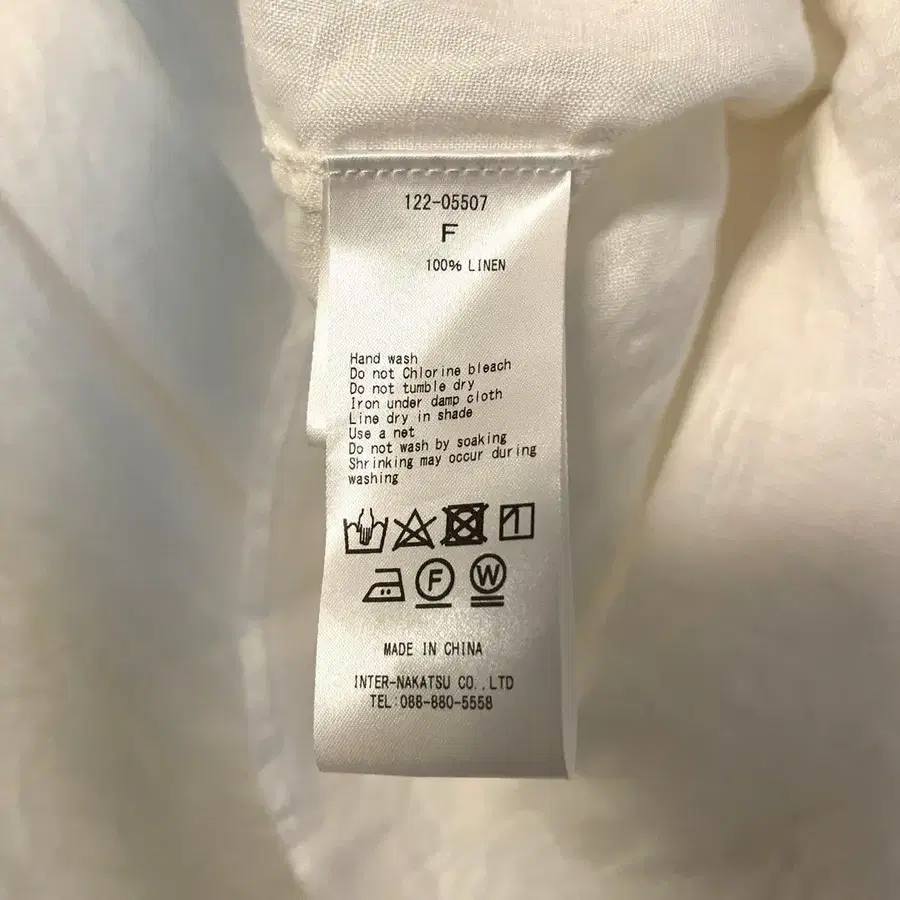 122-05507
F
100% LINEN
Hand wash
Do not Chlorine bleach
Do not tumble dry
Iron under damp cloth
Line dry in shade
Use a net
Do not wash by soaking
Shrinking may occur during
washing
F W
MADE IN CHINA
INTER-NAKATSU CO.,LTD
TEL:088-880-5558